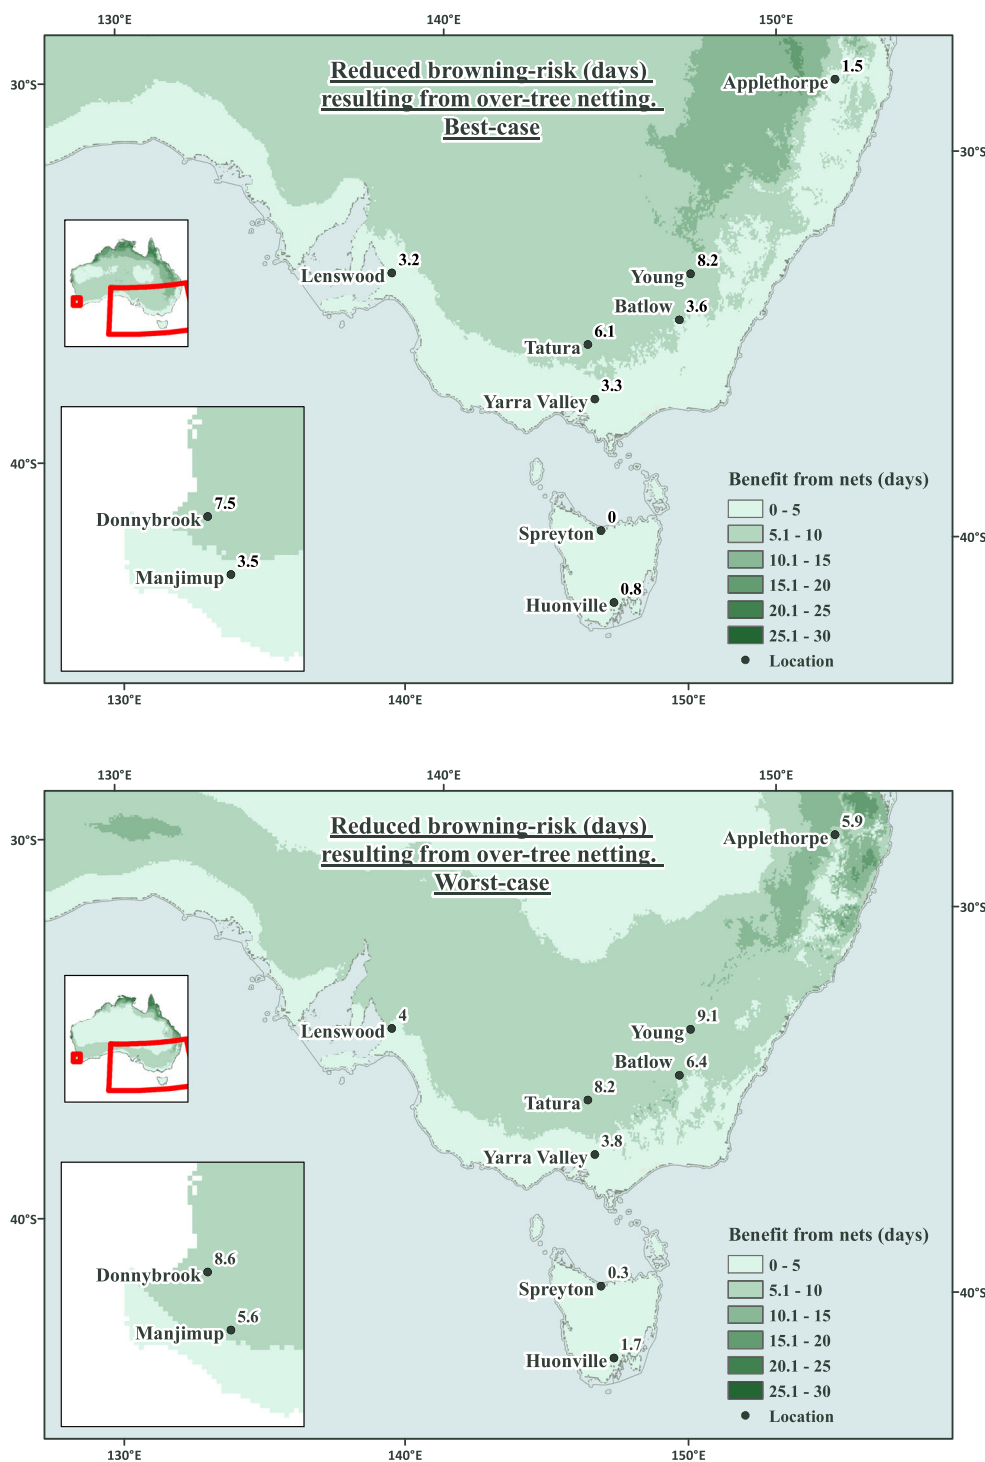 130°E 140°E 150°E
Reduced browning-risk (days)
resulting from over-tree netting.
Best-case
30°S
30°S
Applethorpe 1.5
Lenswood 3.2
Young 8.2
Batlow 3.6
Tatura 6.1
Yarra Valley 3.3
40°S
40°S
Donnybrook 7.5
Manjimup 3.5
Spreyton 0
Huonville 0.8
Benefit from nets (days)
0 - 5
5.1 - 10
10.1 - 15
15.1 - 20
20.1 - 25
25.1 - 30
Location
130°E 140°E 150°E
130°E 140°E 150°E
Reduced browning-risk (days)
resulting from over-tree netting.
Worst-case
30°S
30°S
Applethorpe 5.9
Lenswood 4
Young 9.1
Batlow 6.4
Tatura 8.2
Yarra Valley 3.8
40°S
40°S
Donnybrook 8.6
Manjimup 5.6
Spreyton 0.3
Huonville 1.7
Benefit from nets (days)
0 - 5
5.1 - 10
10.1 - 15
15.1 - 20
20.1 - 25
25.1 - 30
Location
130°E 140°E 150°E